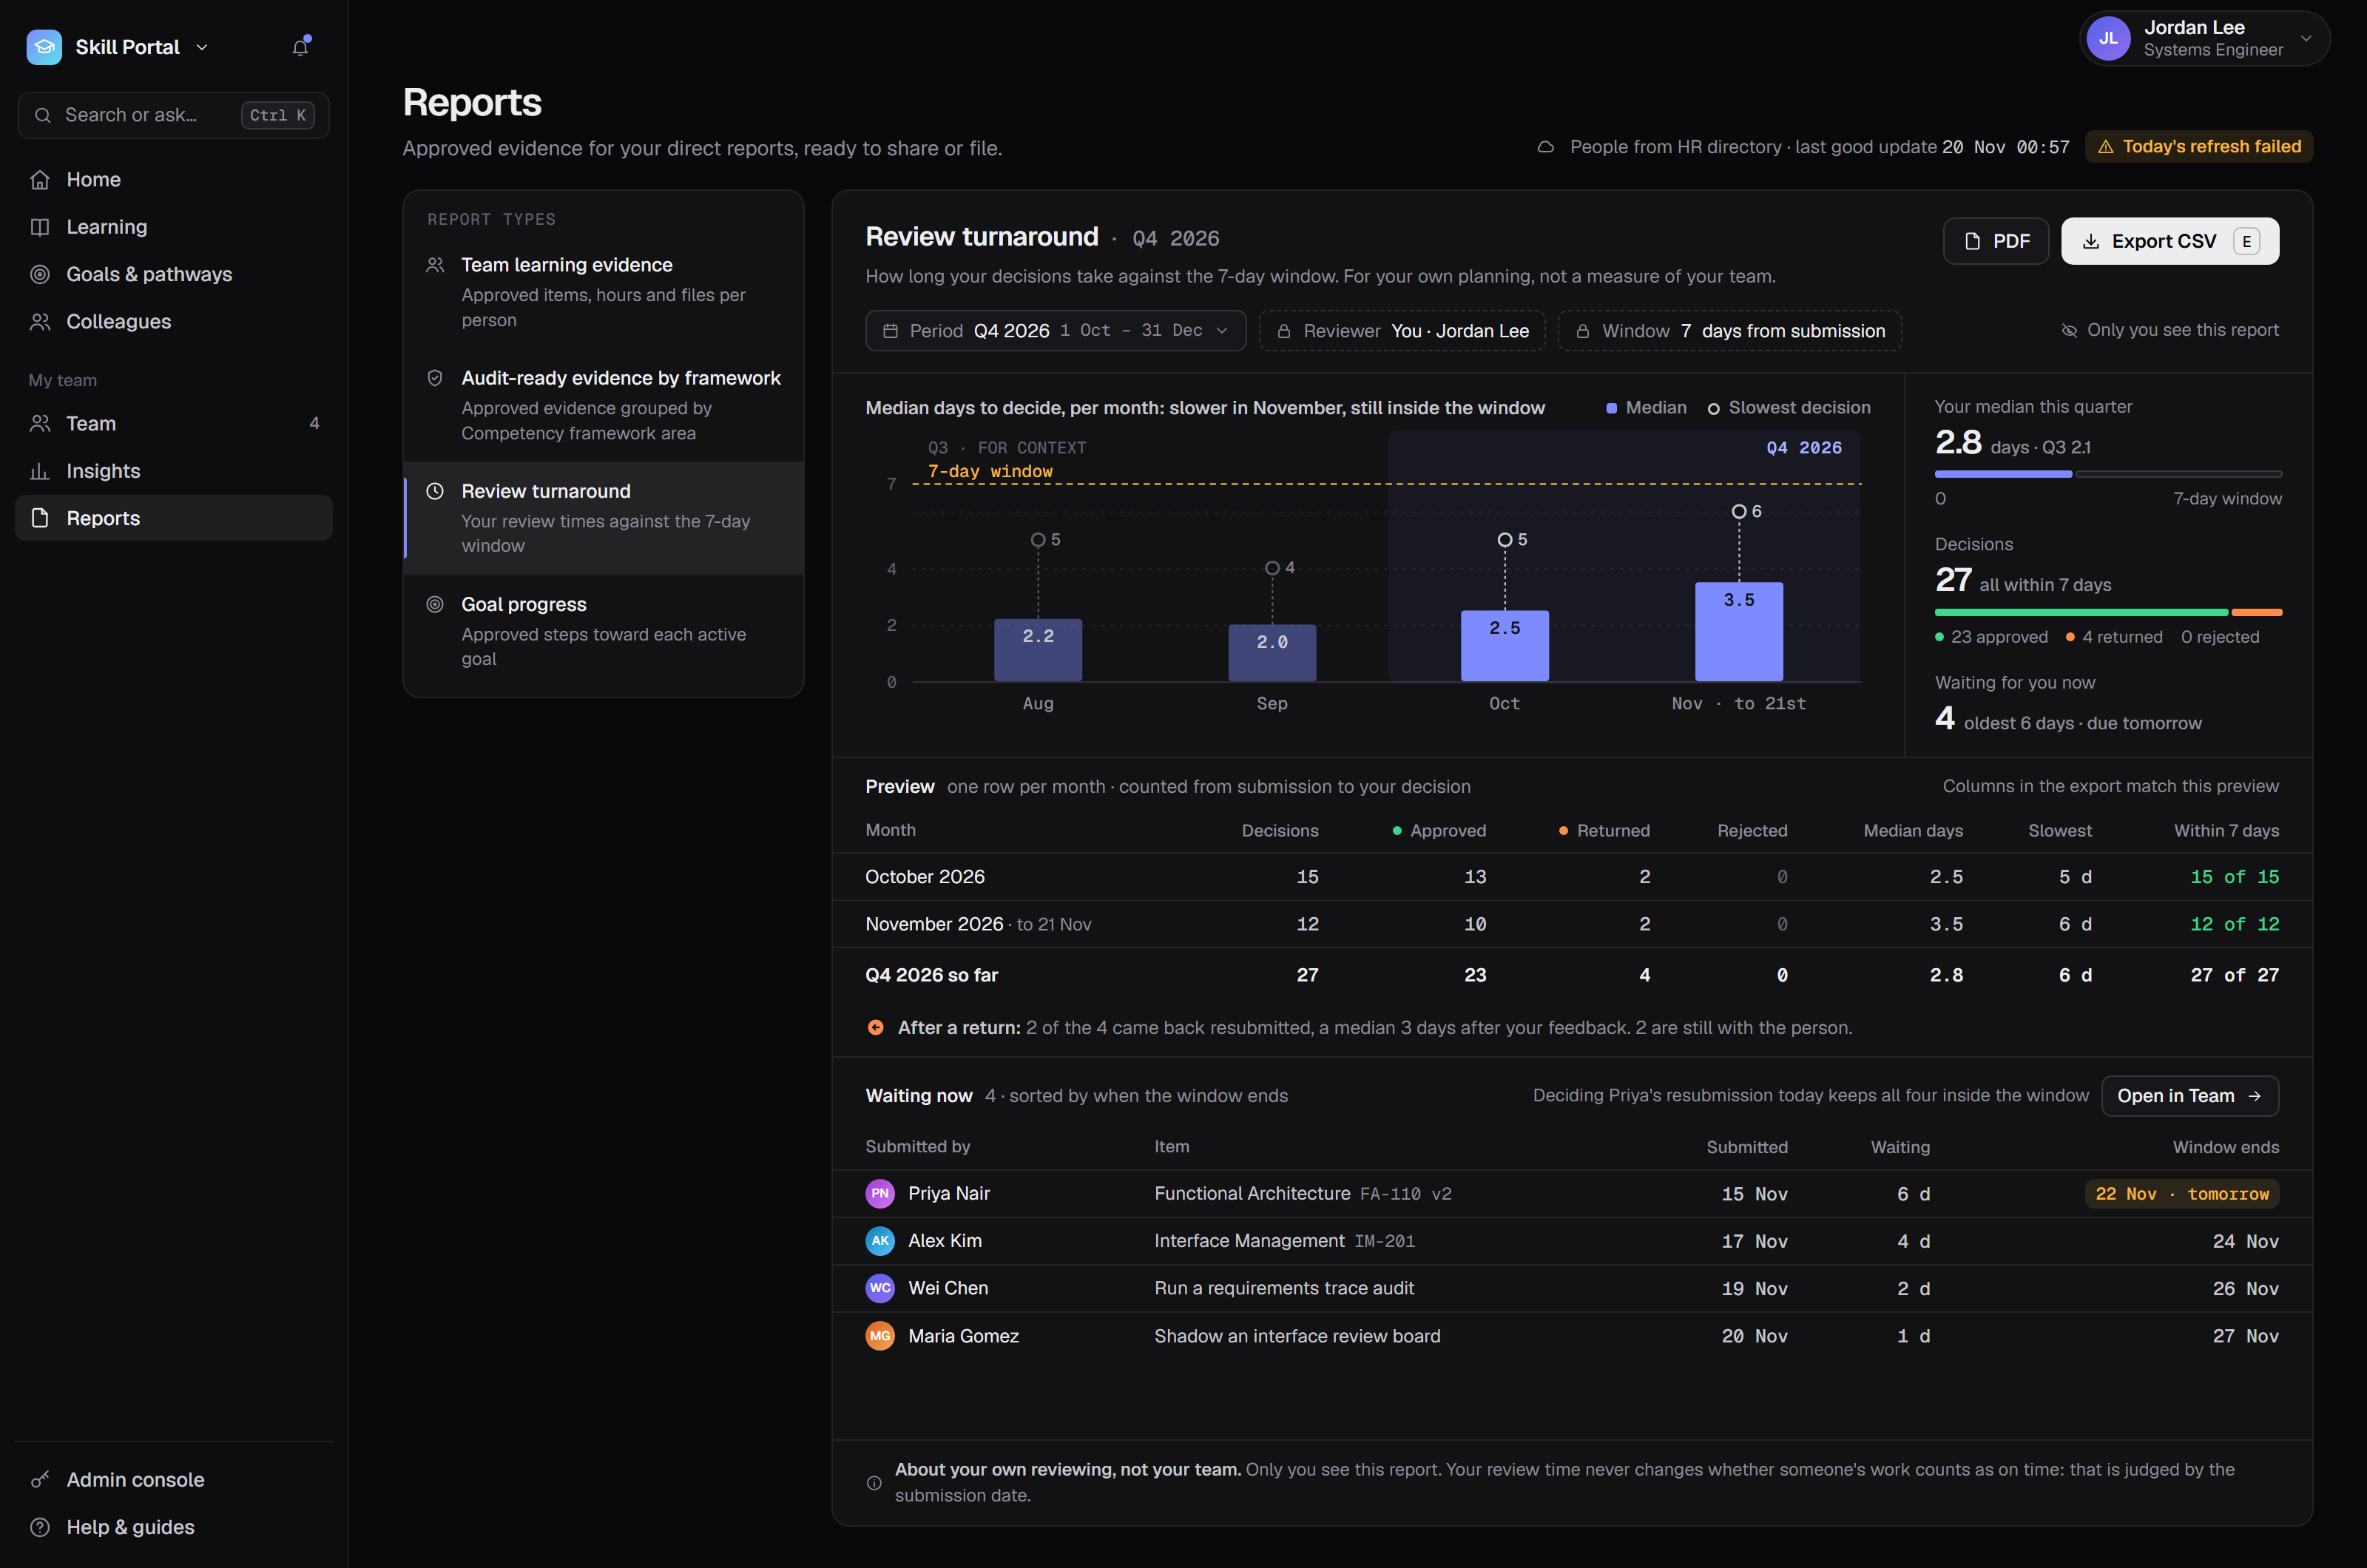 Skill Portal
Search or ask...
Ctrl K
Home
Learning
Goals & pathways
Colleagues
My team
Team 4
Insights
Reports
Admin console
Help & guides
JL
Jordan Lee
Systems Engineer
Reports
Approved evidence for your direct reports, ready to share or file.
People from HR directory · last good update 20 Nov 00:57
Today's refresh failed
REPORT TYPES
Team learning evidence
Approved items, hours and files per
person
Audit-ready evidence by framework
Approved evidence grouped by
Competency framework area
Review turnaround
Your review times against the 7-day
window
Goal progress
Approved steps toward each active
goal
Review turnaround · Q4 2026
PDF
Export CSV E
How long your decisions take against the 7-day window. For your own planning, not a measure of your team.
Period Q4 2026 1 Oct – 31 Dec
Reviewer You · Jordan Lee
Window 7 days from submission
Only you see this report
Median days to decide, per month: slower in November, still inside the window
Median
Slowest decision
Q3 · FOR CONTEXT
Q4 2026
7-day window
7
6
5
5
4
4
3.5
2.5
2.2
2.0
2
0
Aug
Sep
Oct
Nov · to 21st
Your median this quarter
2.8 days · Q3 2.1
0
7-day window
Decisions
27 all within 7 days
23 approved
4 returned
0 rejected
Waiting for you now
4 oldest 6 days · due tomorrow
Preview one row per month · counted from submission to your decision
Columns in the export match this preview
Month Decisions Approved Returned Rejected Median days Slowest Within 7 days
October 2026 15 13 2 0 2.5 5 d 15 of 15
November 2026 · to 21 Nov 12 10 2 0 3.5 6 d 12 of 12
Q4 2026 so far 27 23 4 0 2.8 6 d 27 of 27
After a return: 2 of the 4 came back resubmitted, a median 3 days after your feedback. 2 are still with the person.
Waiting now 4 · sorted by when the window ends
Deciding Priya's resubmission today keeps all four inside the window
Open in Team
Submitted by Item Submitted Waiting Window ends
PN Priya Nair Functional Architecture FA-110 v2 15 Nov 6 d 22 Nov · tomorrow
AK Alex Kim Interface Management IM-201 17 Nov 4 d 24 Nov
WC Wei Chen Run a requirements trace audit 19 Nov 2 d 26 Nov
MG Maria Gomez Shadow an interface review board 20 Nov 1 d 27 Nov
About your own reviewing, not your team. Only you see this report. Your review time never changes whether someone's work counts as on time: that is judged by the
submission date.